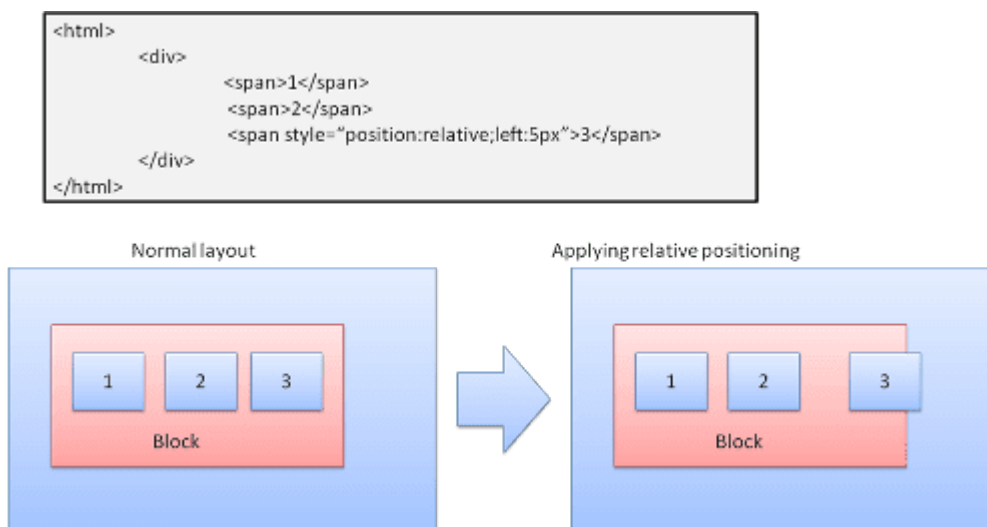 <html>
<div>
<span>1</span>
<span>2</span>
<span style=”position:relative;left:5px”>3</span>
</div>
</html>
Normal layout
Applying relative positioning
1 2 3
Block
1 2 3
Block